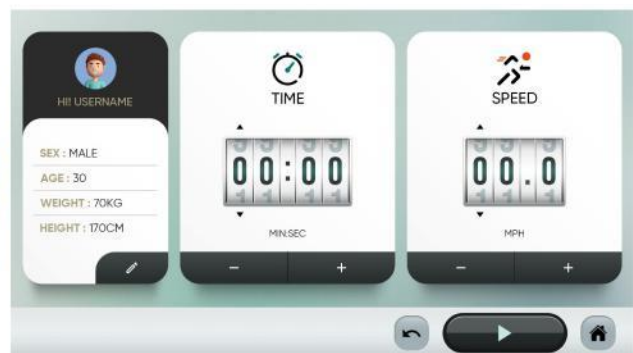 HI! USERNAME
SEX : MALE
AGE : 30
WEIGHT : 70KG
HEIGHT : 170CM
TIME
00:00
MIN:SEC
- +
SPEED
00.0
MPH
- +